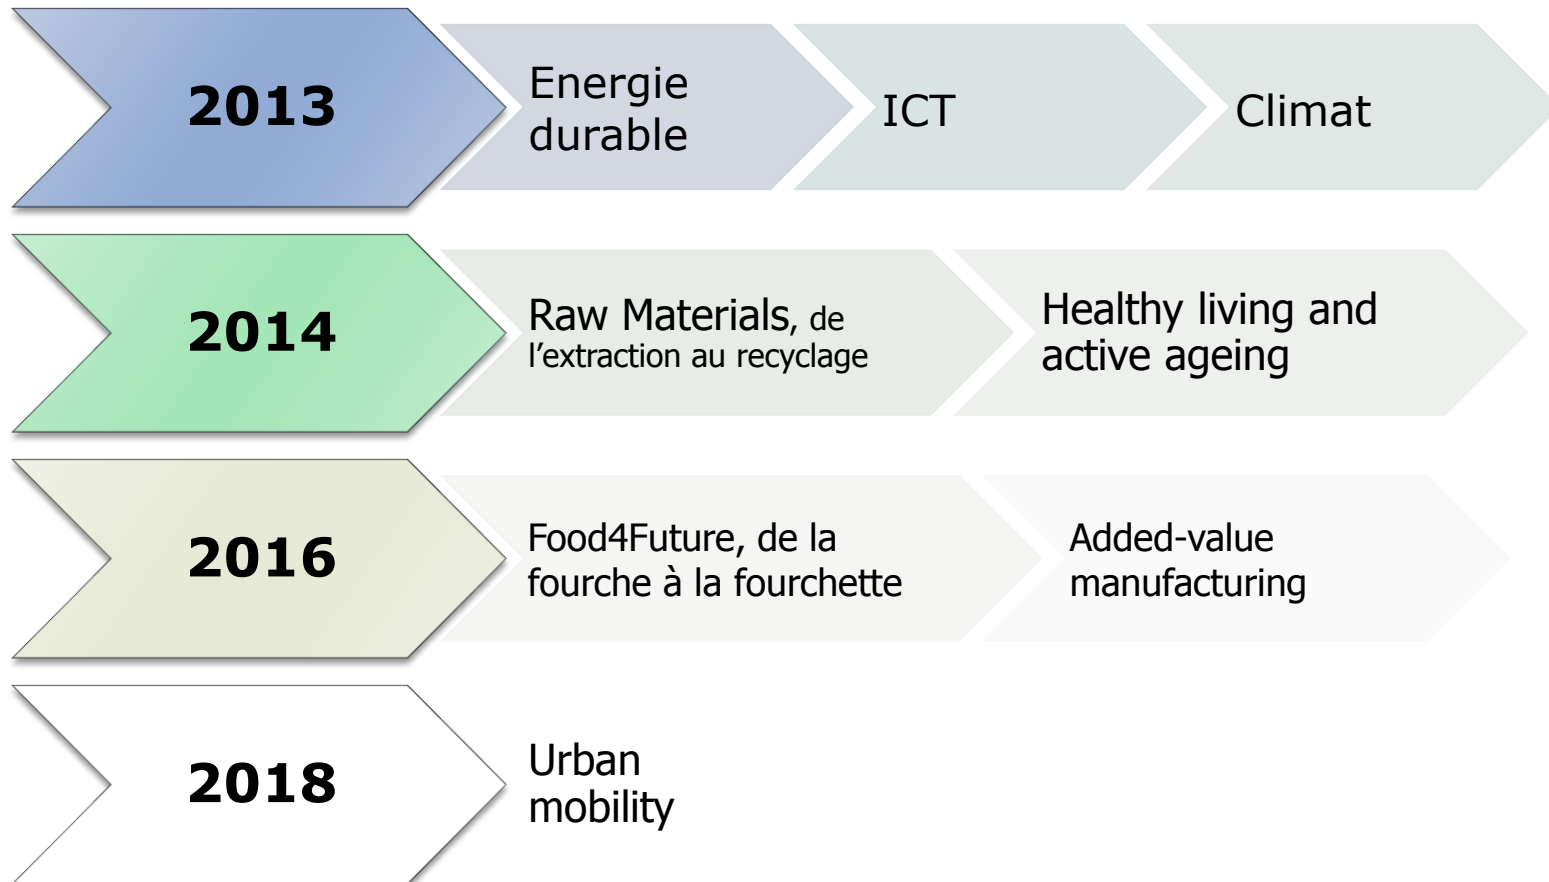 2013
Energie
durable
ICT
Climat
2014
Raw Materials, de
l’extraction au recyclage
Healthy living and
active ageing
2016
Food4Future, de la
fourche à la fourchette
Added-value
manufacturing
2018
Urban
mobility